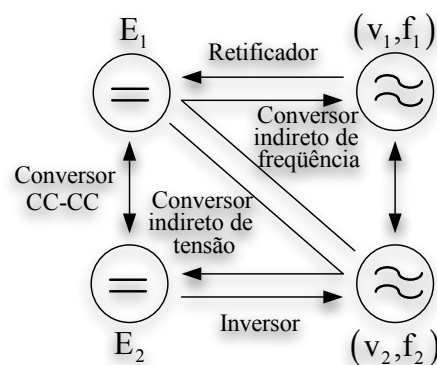 E₁
(v₁,f₁)
Retificador
Conversor
indireto de
freqüência
Conversor
CC-CC
Conversor
indireto de
tensão
Inversor
E₂
(v₂,f₂)